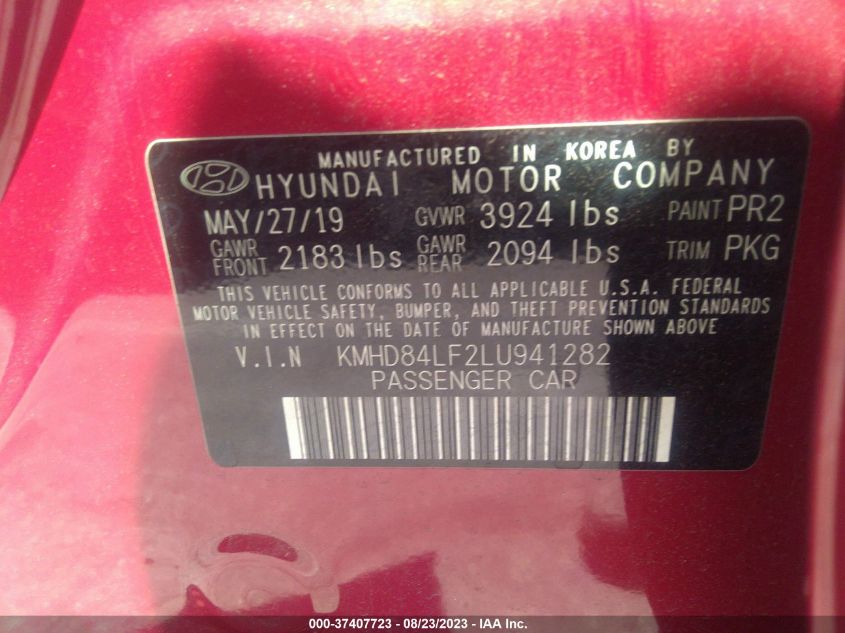 MANUFACTURED IN KOREA BY
HYUNDAI MOTOR COMPANY
MAY/27/19 GVWR 3924 lbs PAINT PR2
GAWR FRONT 2183 lbs GAWR REAR 2094 lbs TRIM PKG
THIS VEHICLE CONFORMS TO ALL APPLICABLE U.S.A. FEDERAL
MOTOR VEHICLE SAFETY, BUMPER, AND THEFT PREVENTION STANDARDS
IN EFFECT ON THE DATE OF MANUFACTURE SHOWN ABOVE
V.I.N KMHD84LF2LU941282
PASSENGER CAR
000-37407723 - 08/23/2023 - IAA Inc.